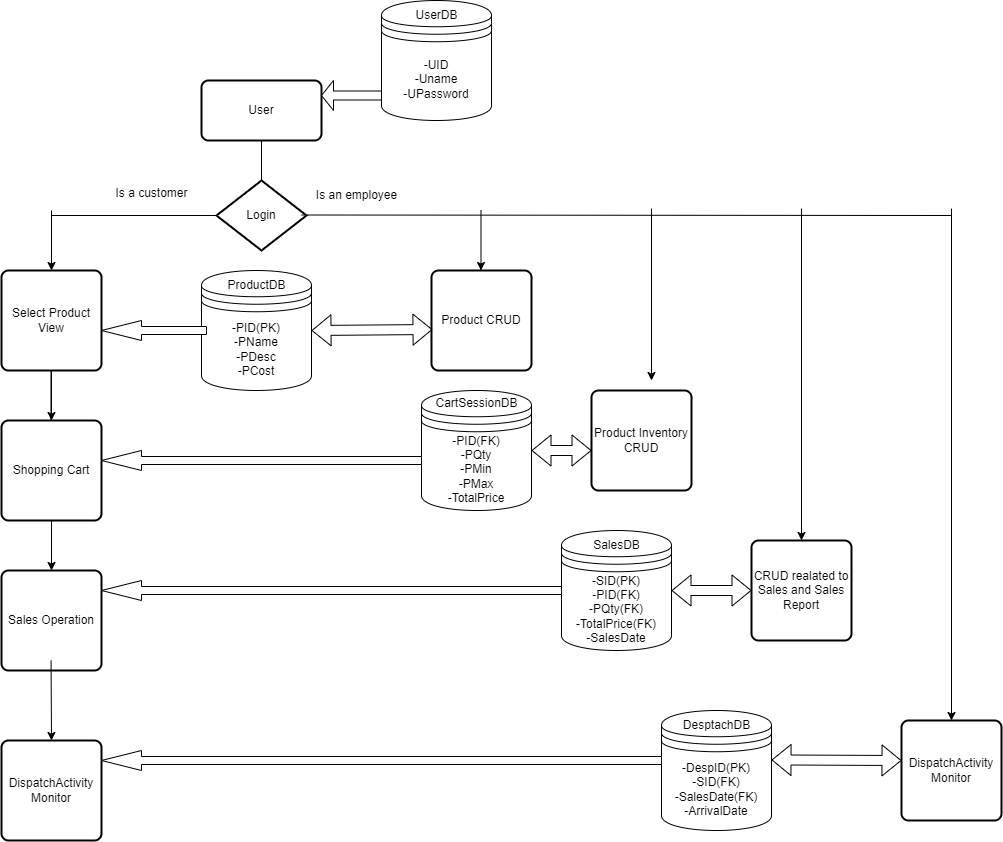 UserDB
-UID
-Uname
-UPassword
User
Is a customer
Is an employee
Login
Select Product
View
ProductDB
-PID(PK)
-PName
-PDesc
-PCost
Product CRUD
CartSessionDB
-PID(FK)
-PQty
-PMin
-PMax
-TotalPrice
Product Inventory
CRUD
Shopping Cart
SalesDB
-SID(PK)
-PID(FK)
-PQty(FK)
-TotalPrice(FK)
-SalesDate
CRUD realated to
Sales and Sales
Report
Sales Operation
DesptachDB
-DespID(PK)
-SID(FK)
-SalesDate(FK)
-ArrivalDate
DispatchActivity
Monitor
DispatchActivity
Monitor